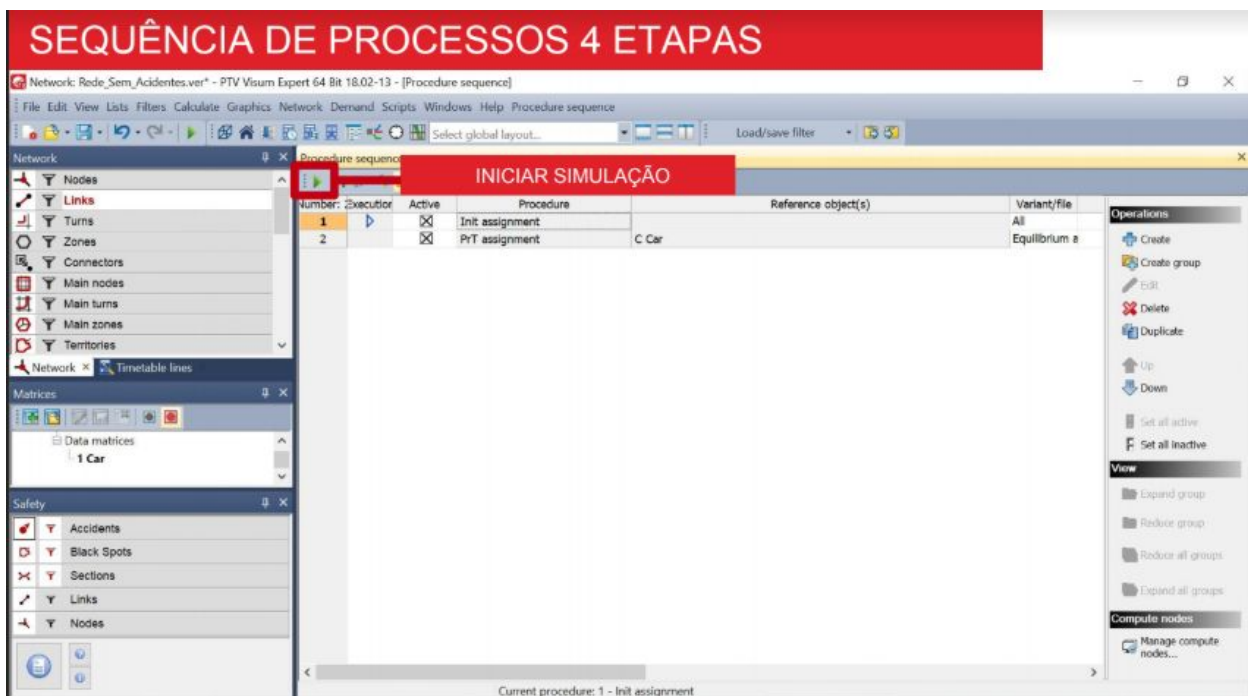 SEQUÊNCIA DE PROCESSOS 4 ETAPAS
Network: Rede_Sem_Acidentes.ver* - PTV Visum Expert 64 Bit 18.02-13 - [Procedure sequence]
File Edit View Lists Filters Calculate Graphics Network Demand Scripts Windows Help Procedure sequence
Select global layout... Load/save filter
Network
Nodes
Links
Turns
Zones
Connectors
Main nodes
Main turns
Main zones
Territories
Network Timetable lines
Matrices
Data matrices
1 Car
Safety
Accidents
Black Spots
Sections
Links
Nodes
Procedure sequenc
INICIAR SIMULAÇÃO
Number: Execution Active Procedure Reference object(s) Variant/file
1 Init assignment All
2 PrT assignment C Car Equilibrium a
Current procedure: 1 - Init assignment
Operations
Create
Create group
Edit
Delete
Duplicate
Up
Down
Set all active
Set all inactive
View
Expand group
Reduce group
Reduce all groups
Expand all groups
Compute nodes
Manage compute
nodes...